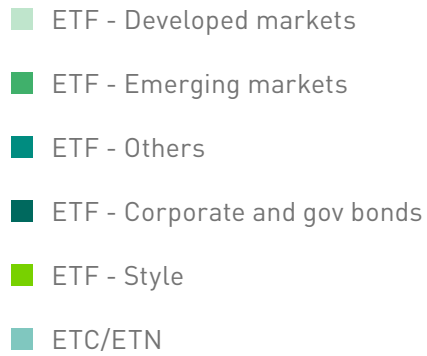 ETF - Developed markets
ETF - Emerging markets
ETF - Others
ETF - Corporate and gov bonds
ETF - Style
ETC/ETN